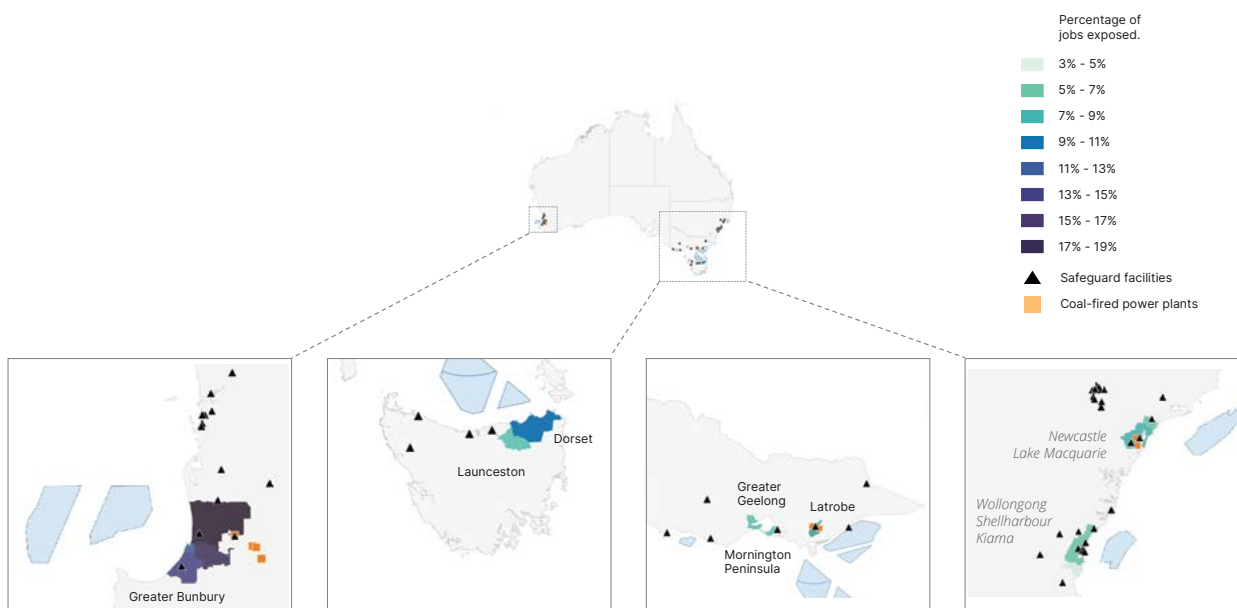 Percentage of
jobs exposed.
3% - 5%
5% - 7%
7% - 9%
9% - 11%
11% - 13%
13% - 15%
15% - 17%
17% - 19%
Safeguard facilities
Coal-fired power plants
Greater Bunbury
Dorset
Launceston
Greater
Geelong
Latrobe
Mornington
Peninsula
Newcastle
Lake Macquarie
Wollongong
Shellharbour
Kiama